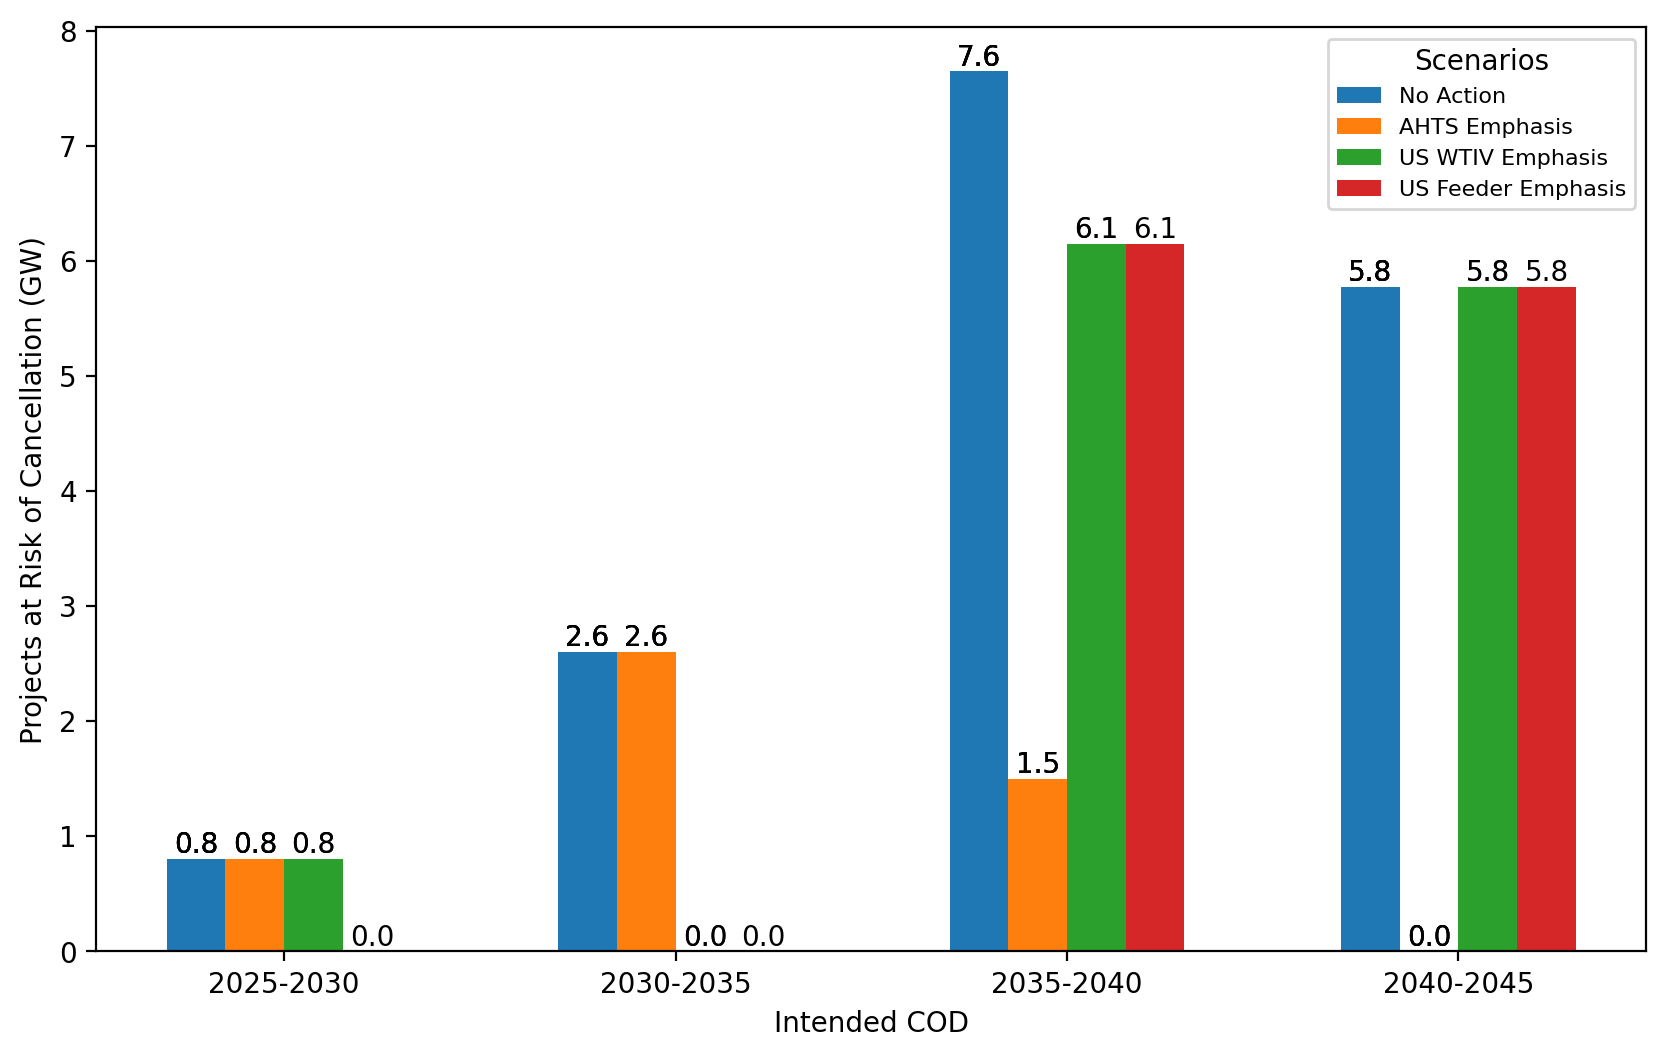 Projects at Risk of Cancellation (GW)
8
7
6
5
4
3
2
1
0
0.8 0.8 0.8 0.0
2.6 2.6 0.0 0.0
7.6 1.5 6.1 6.1
5.8 0.0 5.8 5.8
Scenarios
No Action
AHTS Emphasis
US WTIV Emphasis
US Feeder Emphasis
2025-2030 2030-2035 2035-2040 2040-2045
Intended COD